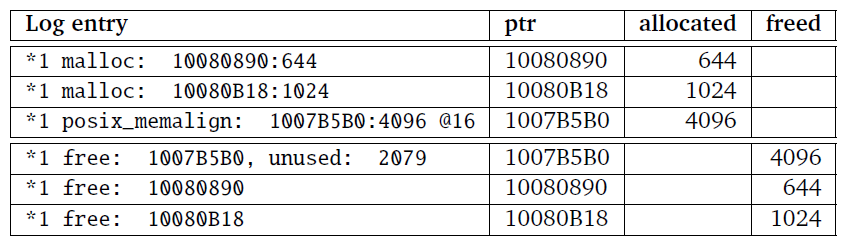 Log entry ptr allocated freed
*1 malloc: 10080890:644 10080890 644
*1 malloc: 10080B18:1024 10080B18 1024
*1 posix_memalign: 1007B5B0:4096 @16 1007B5B0 4096
*1 free: 1007B5B0, unused: 2079 1007B5B0 4096
*1 free: 10080890 10080890 644
*1 free: 10080B18 10080B18 1024